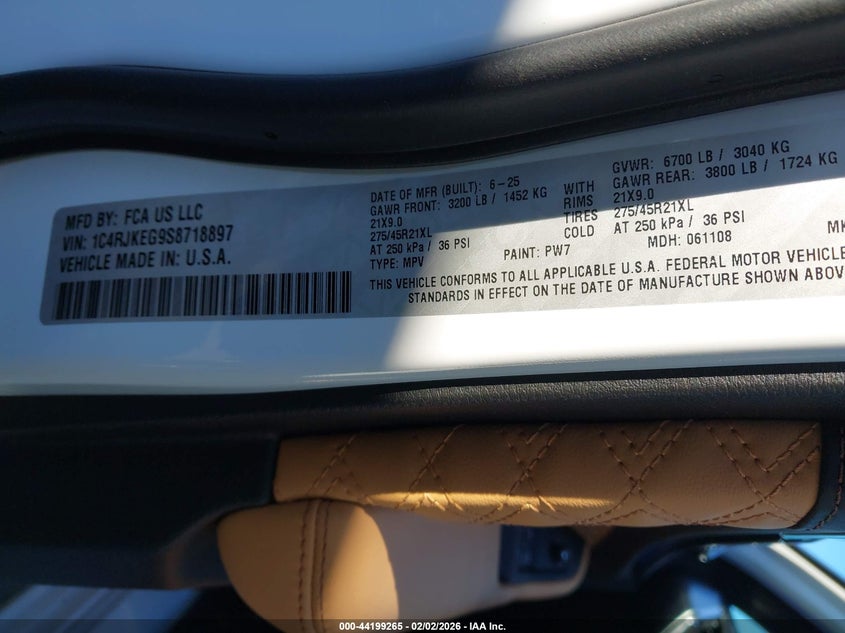 MFD BY: FCA US LLC
VIN: 1C4RJKEG9S8718897
VEHICLE MADE IN: U.S.A.
DATE OF MFR (BUILT): 6-25
GAWR FRONT: 3200 LB / 1452 KG
21X9.0
275/45R21XL
AT 250 kPa / 36 PSI
TYPE: MPV
PAINT: PW7
WITH
RIMS
TIRES
COLD
GVWR: 6700 LB / 3040 KG
GAWR REAR: 3800 LB / 1724 KG
21X9.0
275/45R21XL
AT 250 kPa / 36 PSI
MDH: 061108
MK
THIS VEHICLE CONFORMS TO ALL APPLICABLE U.S.A. FEDERAL MOTOR VEHICLE
STANDARDS IN EFFECT ON THE DATE OF MANUFACTURE SHOWN ABOVE
000-44199265 - 02/02/2026 - IAA Inc.